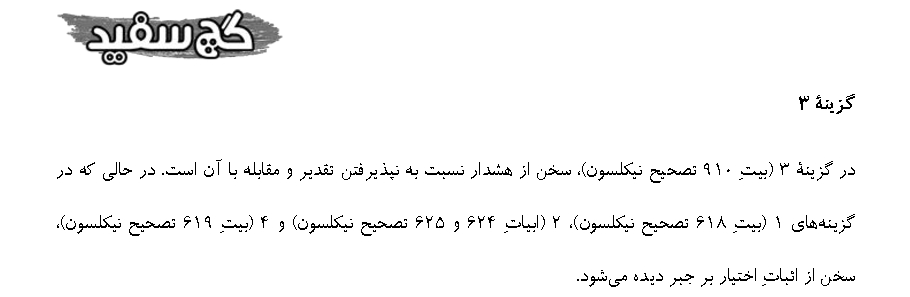 گچ سفید
گزینهٔ ۳
در گزینهٔ ۳ (بیتِ ۹۱۰ تصحیح نیکلسون)، سخن از هشدار نسبت به نپذیرفتن تقدیر و مقابله با آن است. در حالی که در
گزینه‌های ۱ (بیتِ ۶۱۸ تصحیح نیکلسون)، ۲ (ابیاتِ ۶۲۴ و ۶۲۵ تصحیح نیکلسون) و ۴ (بیتِ ۶۱۹ تصحیح نیکلسون)،
سخن از اثباتِ اختیار بر جبر دیده می‌شود.